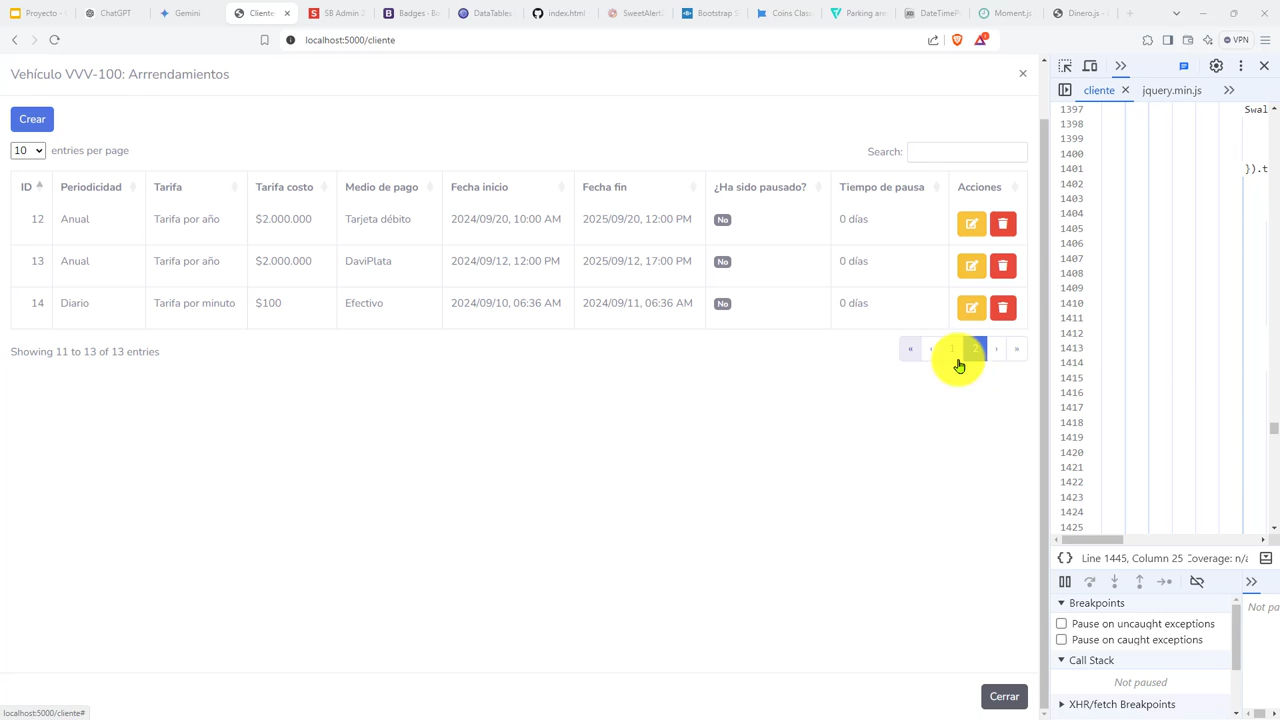 Proyecto -
ChatGPT
Gemini
Cliente
SB Admin 2
Badges - Bo
DataTables
index.html
SweetAlert
Bootstrap S
Coins Class
Parking are
DateTimeP
Moment.js
Dinero.js -
localhost:5000/cliente
VPN
Vehículo VVV-100: Arrrendamientos
×
Crear
10 entries per page
Search:
ID Periodicidad Tarifa Tarifa costo Medio de pago Fecha inicio Fecha fin ¿Ha sido pausado? Tiempo de pausa Acciones
12 Anual Tarifa por año $2.000.000 Tarjeta débito 2024/09/20, 10:00 AM 2025/09/20, 12:00 PM No 0 días
13 Anual Tarifa por año $2.000.000 DaviPlata 2024/09/12, 12:00 PM 2025/09/12, 17:00 PM No 0 días
14 Diario Tarifa por minuto $100 Efectivo 2024/09/10, 06:36 AM 2024/09/11, 06:36 AM No 0 días
Showing 11 to 13 of 13 entries
« ‹ 1 2 › »
Cerrar
localhost:5000/cliente#
cliente × jquery.min.js »
1397 Swal
1398
1399
1400
1401 }).t
1402
1403
1404
1405
1406
1407
1408
1409
1410
1411
1412
1413
1414
1415
1416
1417
1418
1419
1420
1421
1422
1423
1424
1425
{ } Line 1445, Column 25 Coverage: n/a
Breakpoints
Not pa
Pause on uncaught exceptions
Pause on caught exceptions
Call Stack
Not paused
XHR/fetch Breakpoints